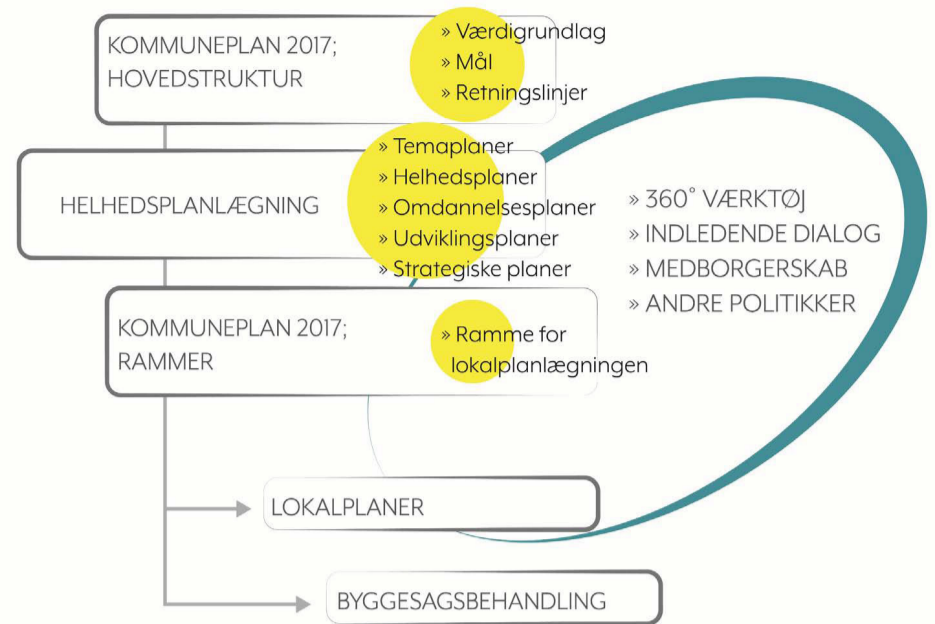 KOMMUNEPLAN 2017;
HOVEDSTRUKTUR
» Værdigrundlag
» Mål
» Retningslinjer
HELHEDSPLANLÆGNING
» Temaplaner
» Helhedsplaner
» Omdannelsesplaner
» Udviklingsplaner
» Strategiske planer
» 360° VÆRKTØJ
» INDLEDENDE DIALOG
» MEDBORGERSKAB
» ANDRE POLITIKKER
KOMMUNEPLAN 2017;
RAMMER
» Ramme for
lokalplanlægningen
LOKALPLANER
BYGGESAGSBEHANDLING